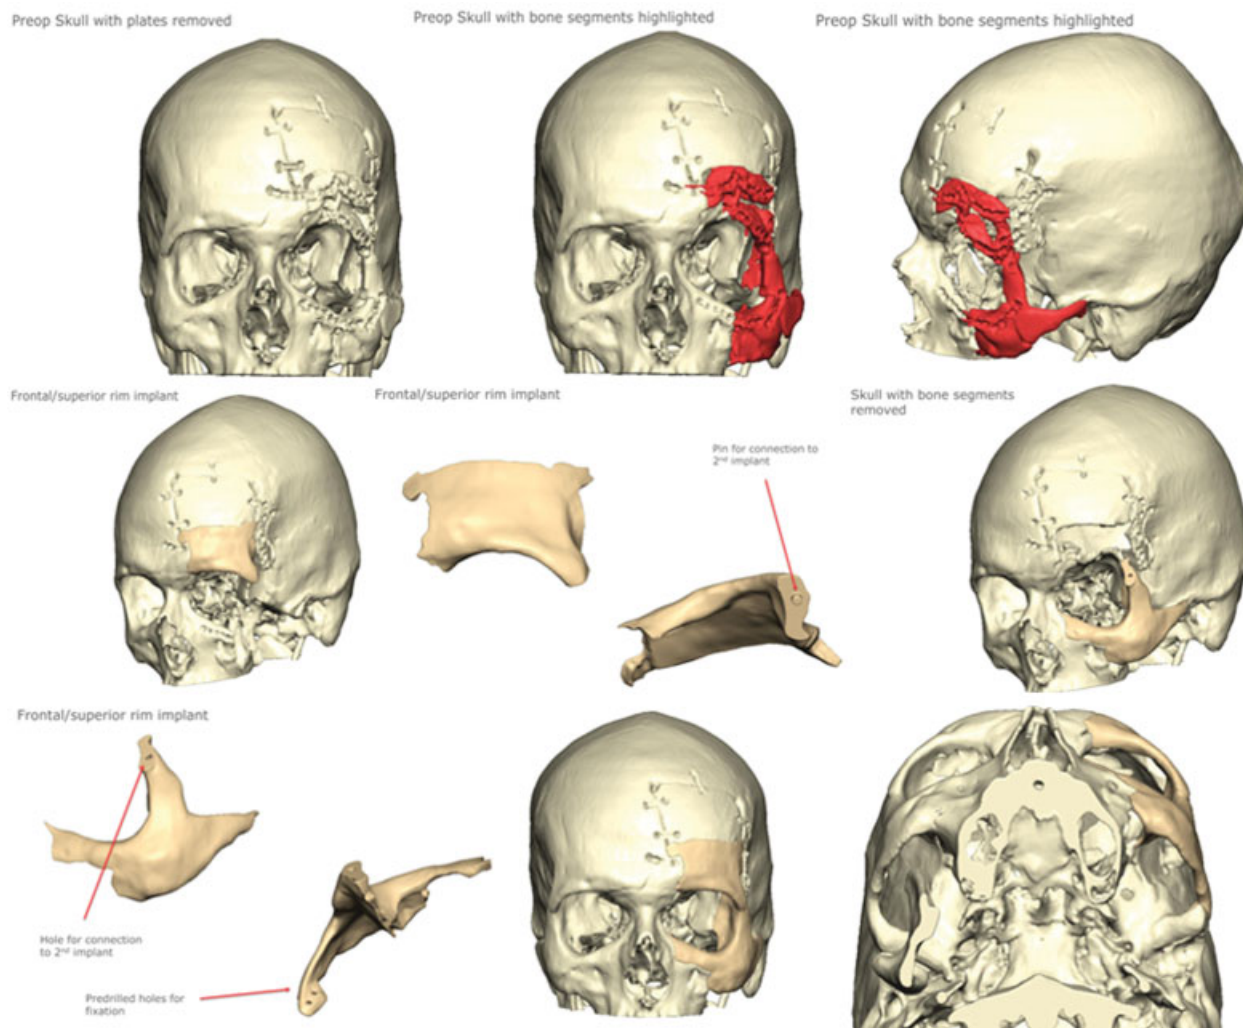 Preop Skull with plates removed
Preop Skull with bone segments highlighted
Preop Skull with bone segments highlighted
Frontal/superior rim implant
Frontal/superior rim implant
Skull with bone segments
removed
Pin for connection to
2nd implant
Frontal/superior rim implant
Hole for connection
to 2nd implant
Predrilled holes for
fixation